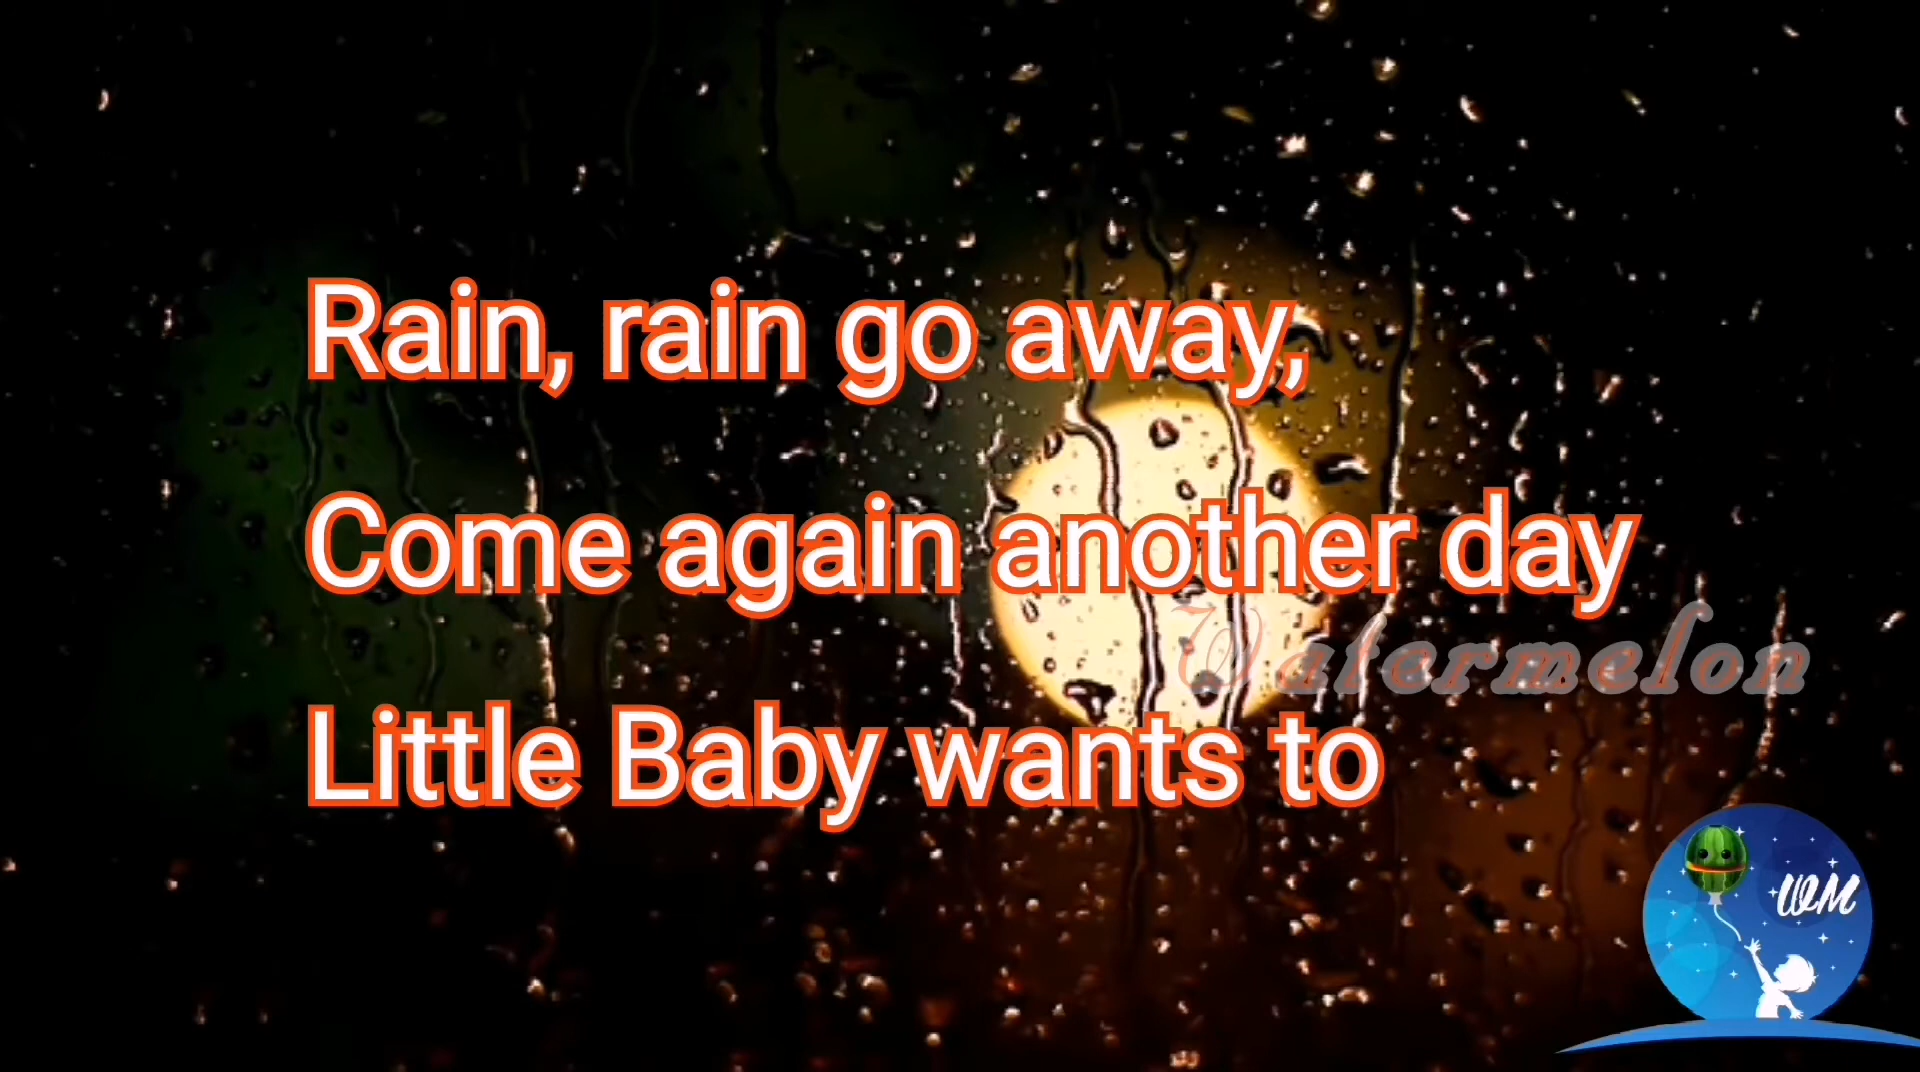 Rain, rain go away,
Come again another day
Watermelon
Little Baby wants to
WM